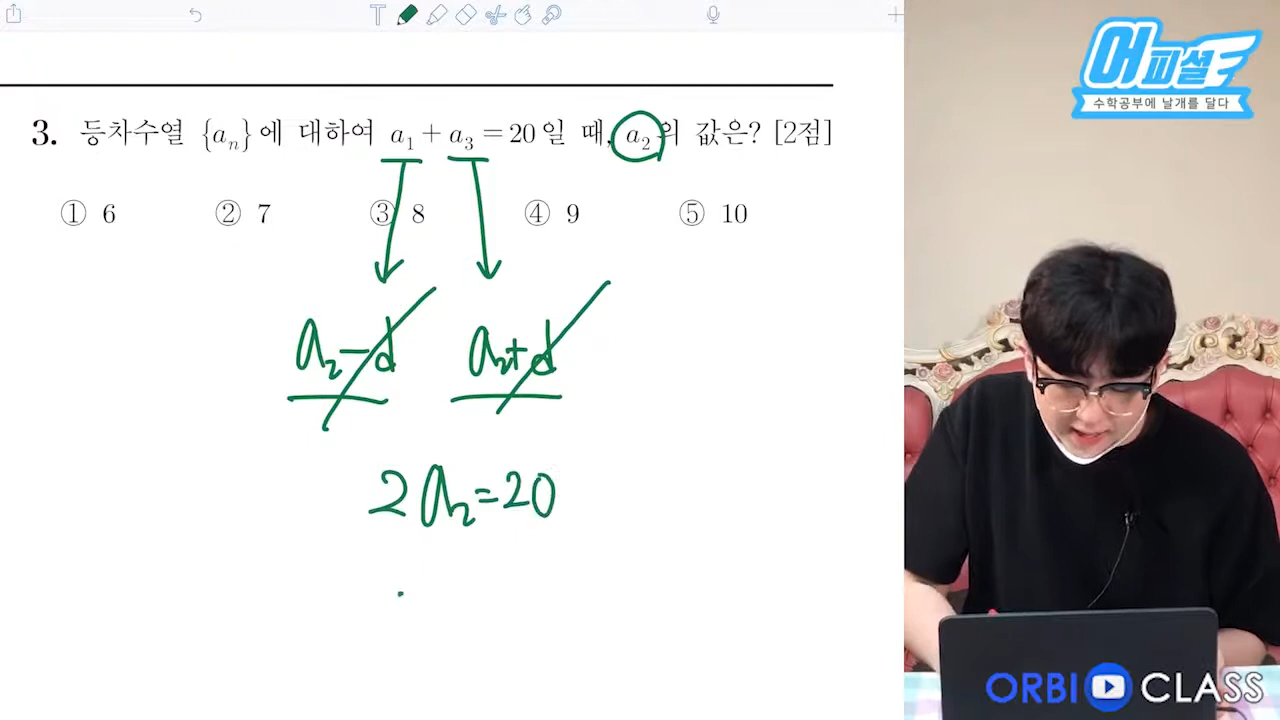 3. 등차수열 {aₙ}에 대하여 a₁ + a₃ = 20일 때, a₂의 값은? [2점]
① 6 ② 7 ③ 8 ④ 9 ⑤ 10
a₂-d a₂+d
2a₂=20
어피셜
수학공부에 날개를 달다
ORBI CLASS